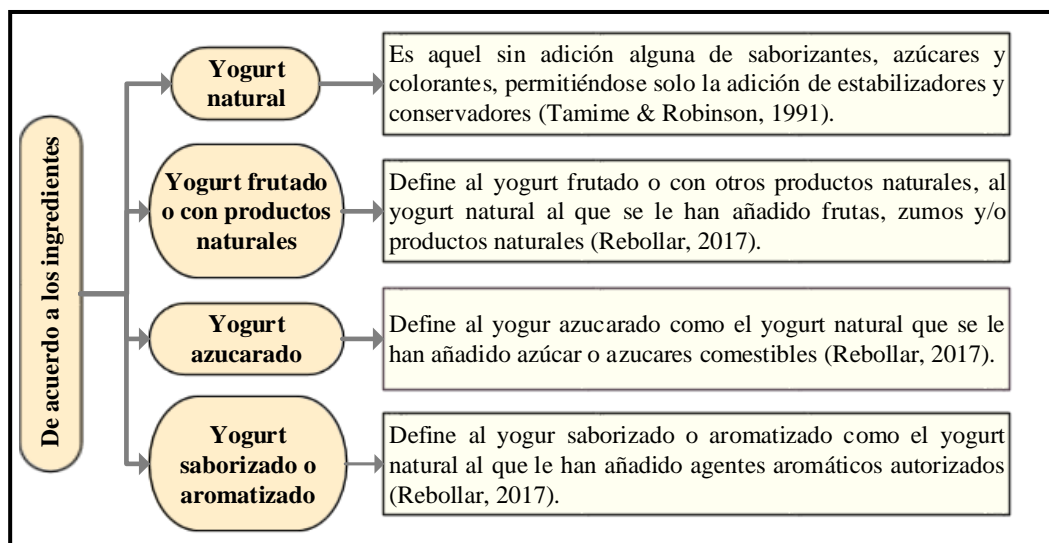 De acuerdo a los ingredientes
Yogurt
natural
Es aquel sin adición alguna de saborizantes, azúcares y
colorantes, permitiéndose solo la adición de estabilizadores y
conservadores (Tamime & Robinson, 1991).
Yogurt frutado
o con productos
naturales
Define al yogurt frutado o con otros productos naturales, al
yogurt natural al que se le han añadido frutas, zumos y/o
productos naturales (Rebollar, 2017).
Yogurt
azucarado
Define al yogur azucarado como el yogurt natural que se le
han añadido azúcar o azucares comestibles (Rebollar, 2017).
Yogurt
saborizado o
aromatizado
Define al yogur saborizado o aromatizado como el yogurt
natural al que le han añadido agentes aromáticos autorizados
(Rebollar, 2017).